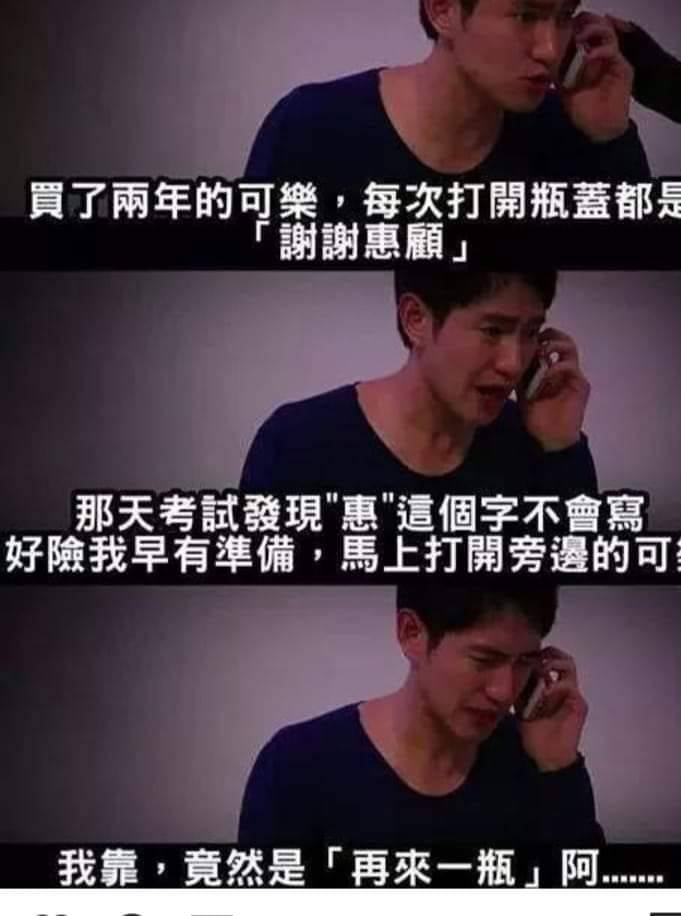 買了兩年的可樂，每次打開瓶蓋都是
「謝謝惠顧」
那天考試發現"惠"這個字不會寫
好險我早有準備，馬上打開旁邊的可
我靠，竟然是「再來一瓶」阿.......